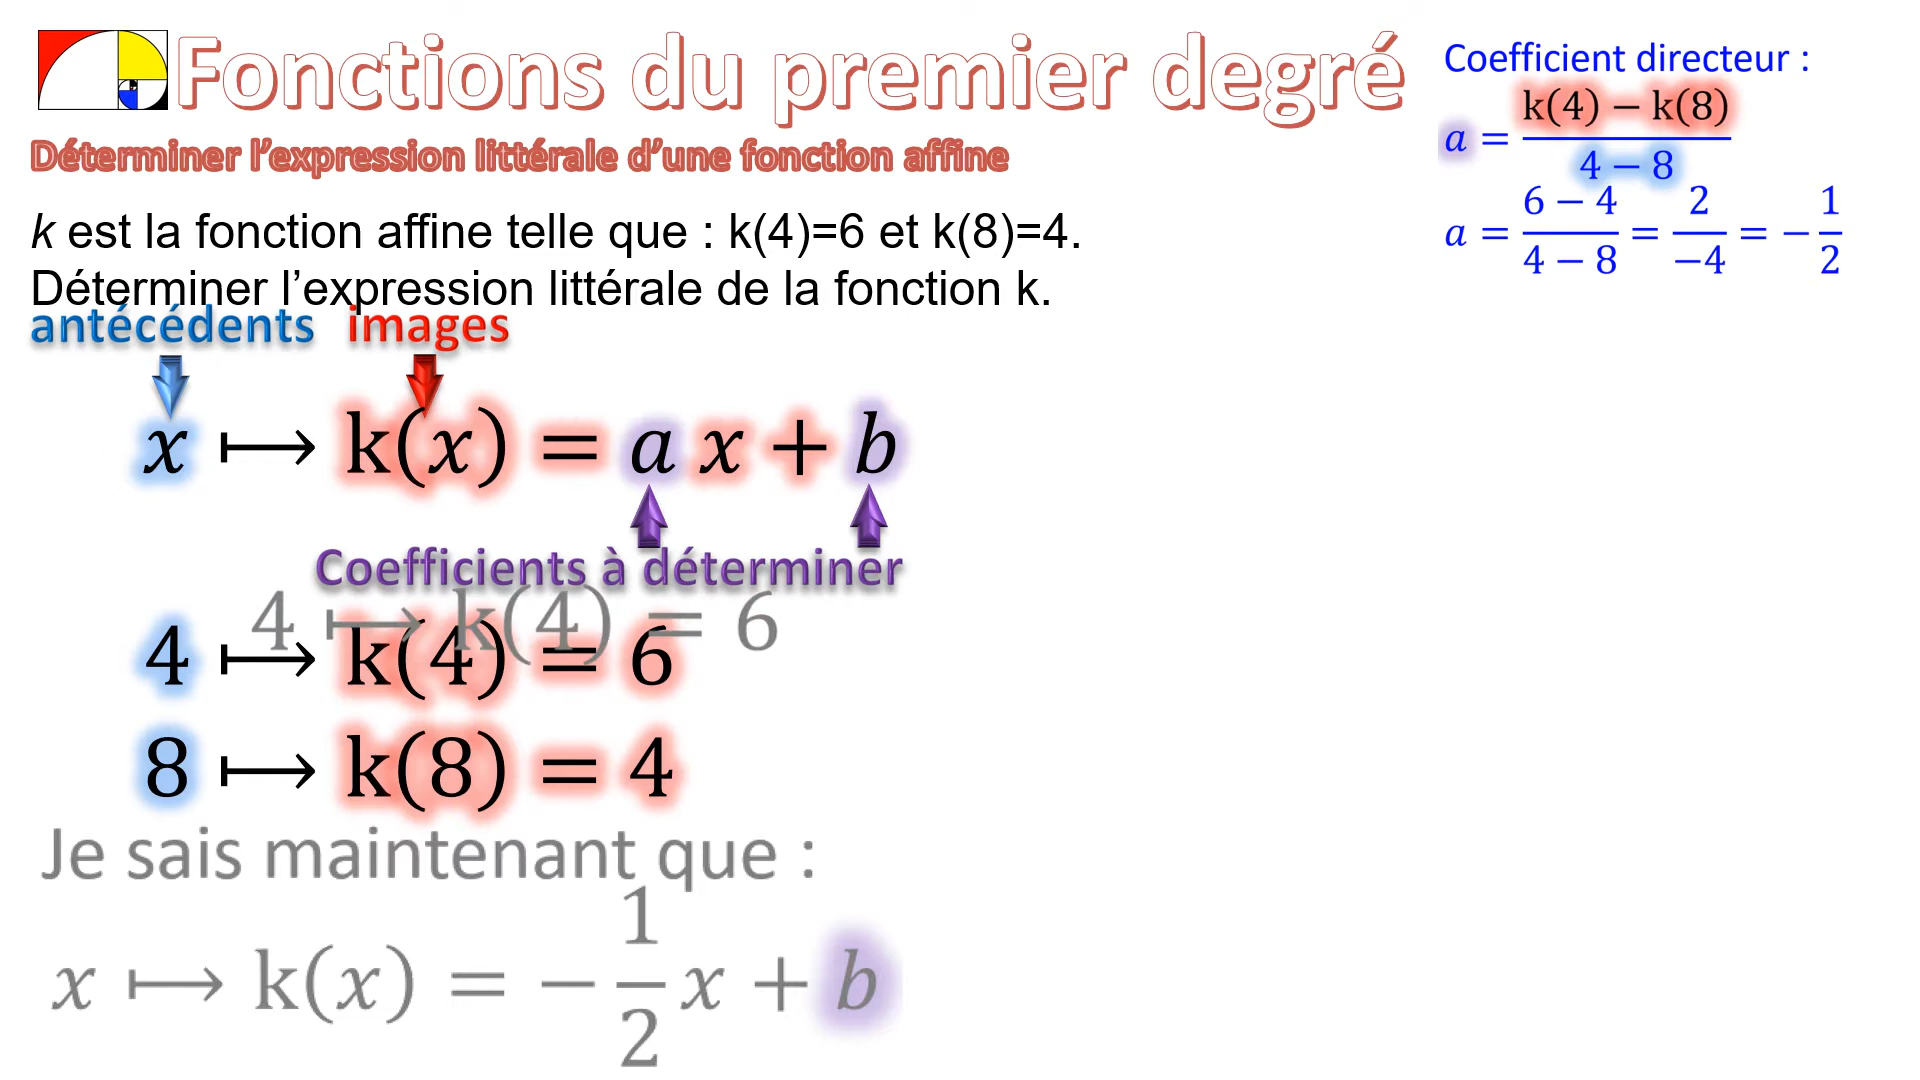 Fonctions du premier degré
Déterminer l’expression littérale d’une fonction affine
k est la fonction affine telle que : k(4)=6 et k(8)=4.
Déterminer l’expression littérale de la fonction k.
antécédents images
x ⟼ k(x) = a x + b
Coefficients à déterminer
4 ⟼ k(4) = 6
4 ⟼ k(4) = 6
8 ⟼ k(8) = 4
Je sais maintenant que :
x ⟼ k(x) = −1/2 x + b
Coefficient directeur :
a = (k(4) − k(8))/(4 − 8)
a = (6 − 4)/(4 − 8) = 2/−4 = −1/2